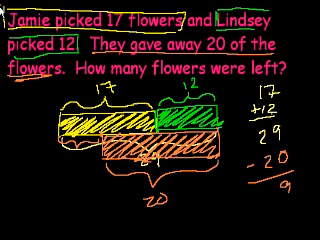 Jamie picked 17 flowers and Lindsey
picked 12. They gave away 20 of the
flowers. How many flowers were left?
17
12
20
17
+12
29
- 20
9